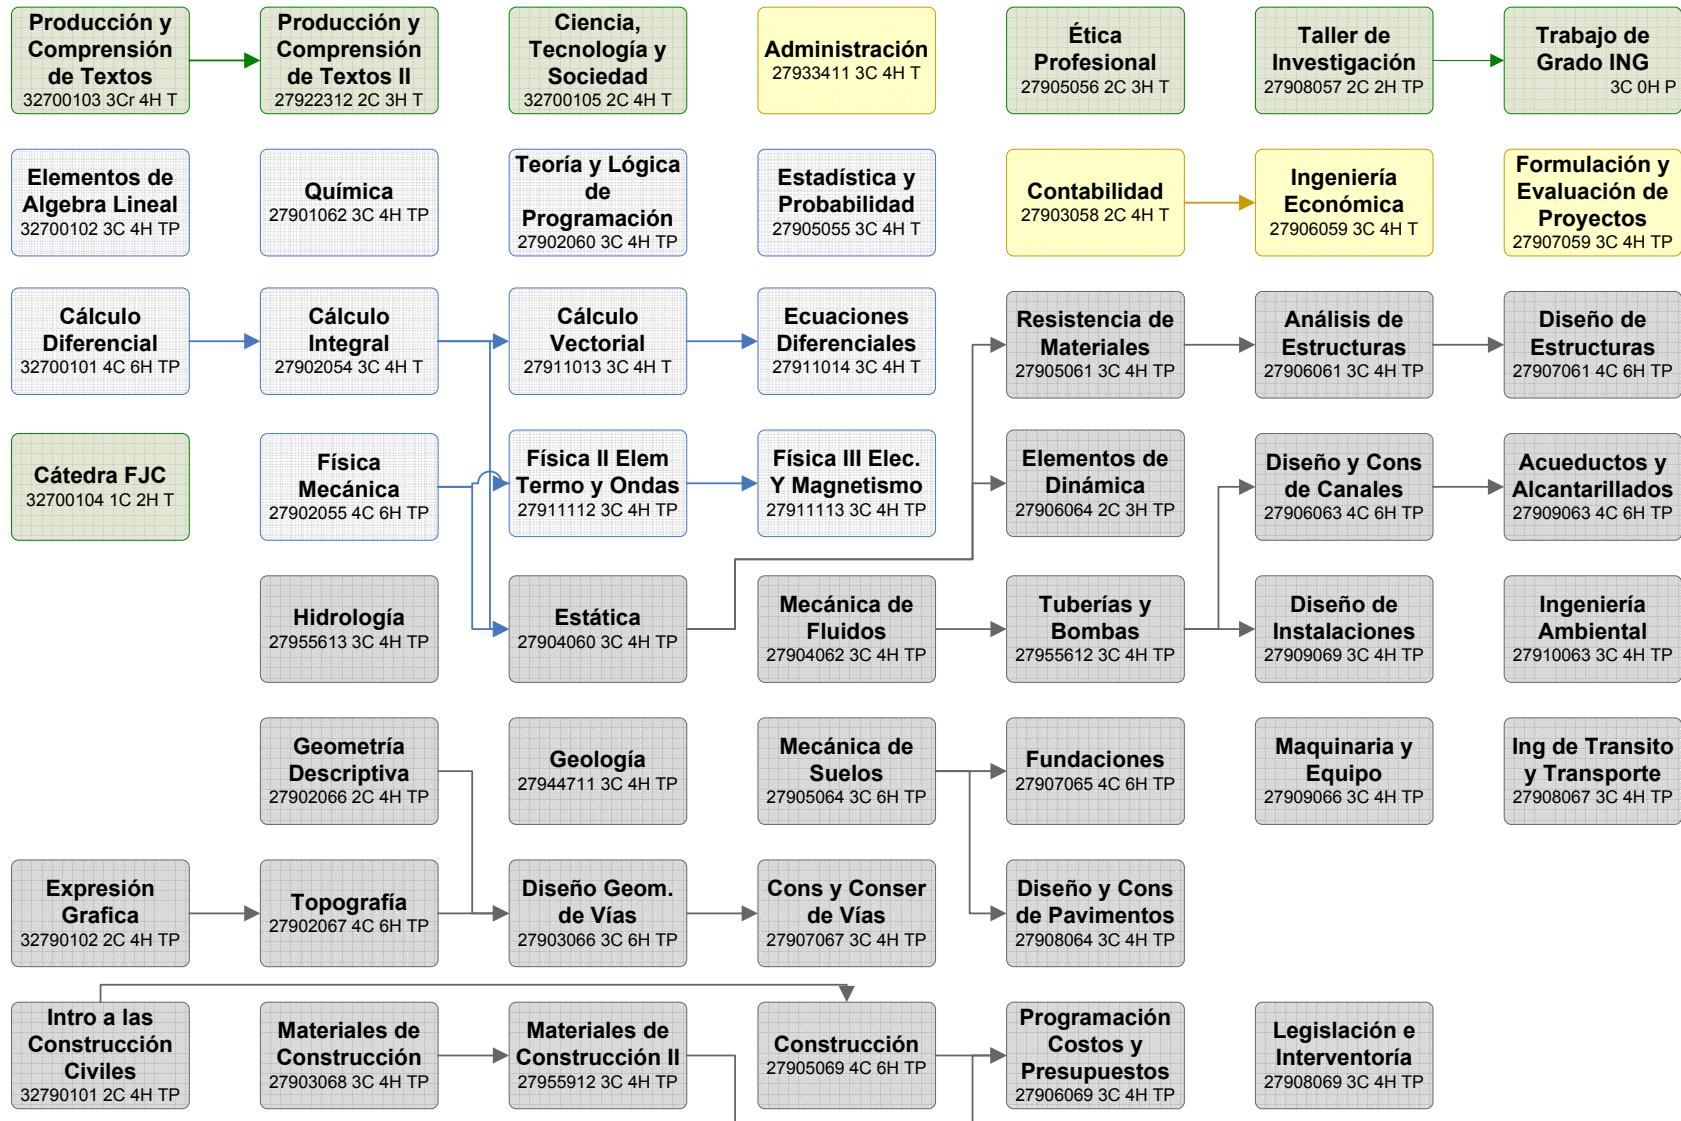 Producción y
Comprensión
de Textos
32700103 3Cr 4H T
Producción y
Comprensión
de Textos II
27922312 2C 3H T
Ciencia,
Tecnología y
Sociedad
32700105 2C 4H T
Administración
27933411 3C 4H T
Ética
Profesional
27905056 2C 3H T
Taller de
Investigación
27908057 2C 2H TP
Trabajo de
Grado ING
3C 0H P
Elementos de
Algebra Lineal
32700102 3C 4H TP
Química
27901062 3C 4H TP
Teoría y Lógica
de
Programación
27902060 3C 4H TP
Estadística y
Probabilidad
27905055 3C 4H T
Contabilidad
27903058 2C 4H T
Ingeniería
Económica
27906059 3C 4H T
Formulación y
Evaluación de
Proyectos
27907059 3C 4H TP
Cálculo
Diferencial
32700101 4C 6H TP
Cálculo
Integral
27902054 3C 4H T
Cálculo
Vectorial
27911013 3C 4H T
Ecuaciones
Diferenciales
27911014 3C 4H T
Resistencia de
Materiales
27905061 3C 4H TP
Análisis de
Estructuras
27906061 3C 4H TP
Diseño de
Estructuras
27907061 4C 6H TP
Cátedra FJC
32700104 1C 2H T
Física
Mecánica
27902055 4C 6H TP
Física II Elem
Termo y Ondas
27911112 3C 4H TP
Física III Elec.
Y Magnetismo
27911113 3C 4H TP
Elementos de
Dinámica
27906064 2C 3H TP
Diseño y Cons
de Canales
27906063 4C 6H TP
Acueductos y
Alcantarillados
27909063 4C 6H TP
Hidrología
27955613 3C 4H TP
Estática
27904060 3C 4H TP
Mecánica de
Fluidos
27904062 3C 4H TP
Tuberías y
Bombas
27955612 3C 4H TP
Diseño de
Instalaciones
27909069 3C 4H TP
Ingeniería
Ambiental
27910063 3C 4H TP
Geometría
Descriptiva
27902066 2C 4H TP
Geología
27944711 3C 4H TP
Mecánica de
Suelos
27905064 3C 6H TP
Fundaciones
27907065 4C 6H TP
Maquinaria y
Equipo
27909066 3C 4H TP
Ing de Transito
y Transporte
27908067 3C 4H TP
Expresión
Grafica
32790102 2C 4H TP
Topografía
27902067 4C 6H TP
Diseño Geom.
de Vías
27903066 3C 6H TP
Cons y Conser
de Vías
27907067 3C 4H TP
Diseño y Cons
de Pavimentos
27908064 3C 4H TP
Intro a las
Construcción
Civiles
32790101 2C 4H TP
Materiales de
Construcción
27903068 3C 4H TP
Materiales de
Construcción II
27955912 3C 4H TP
Construcción
27905069 4C 6H TP
Programación
Costos y
Presupuestos
27906069 3C 4H TP
Legislación e
Interventoría
27908069 3C 4H TP